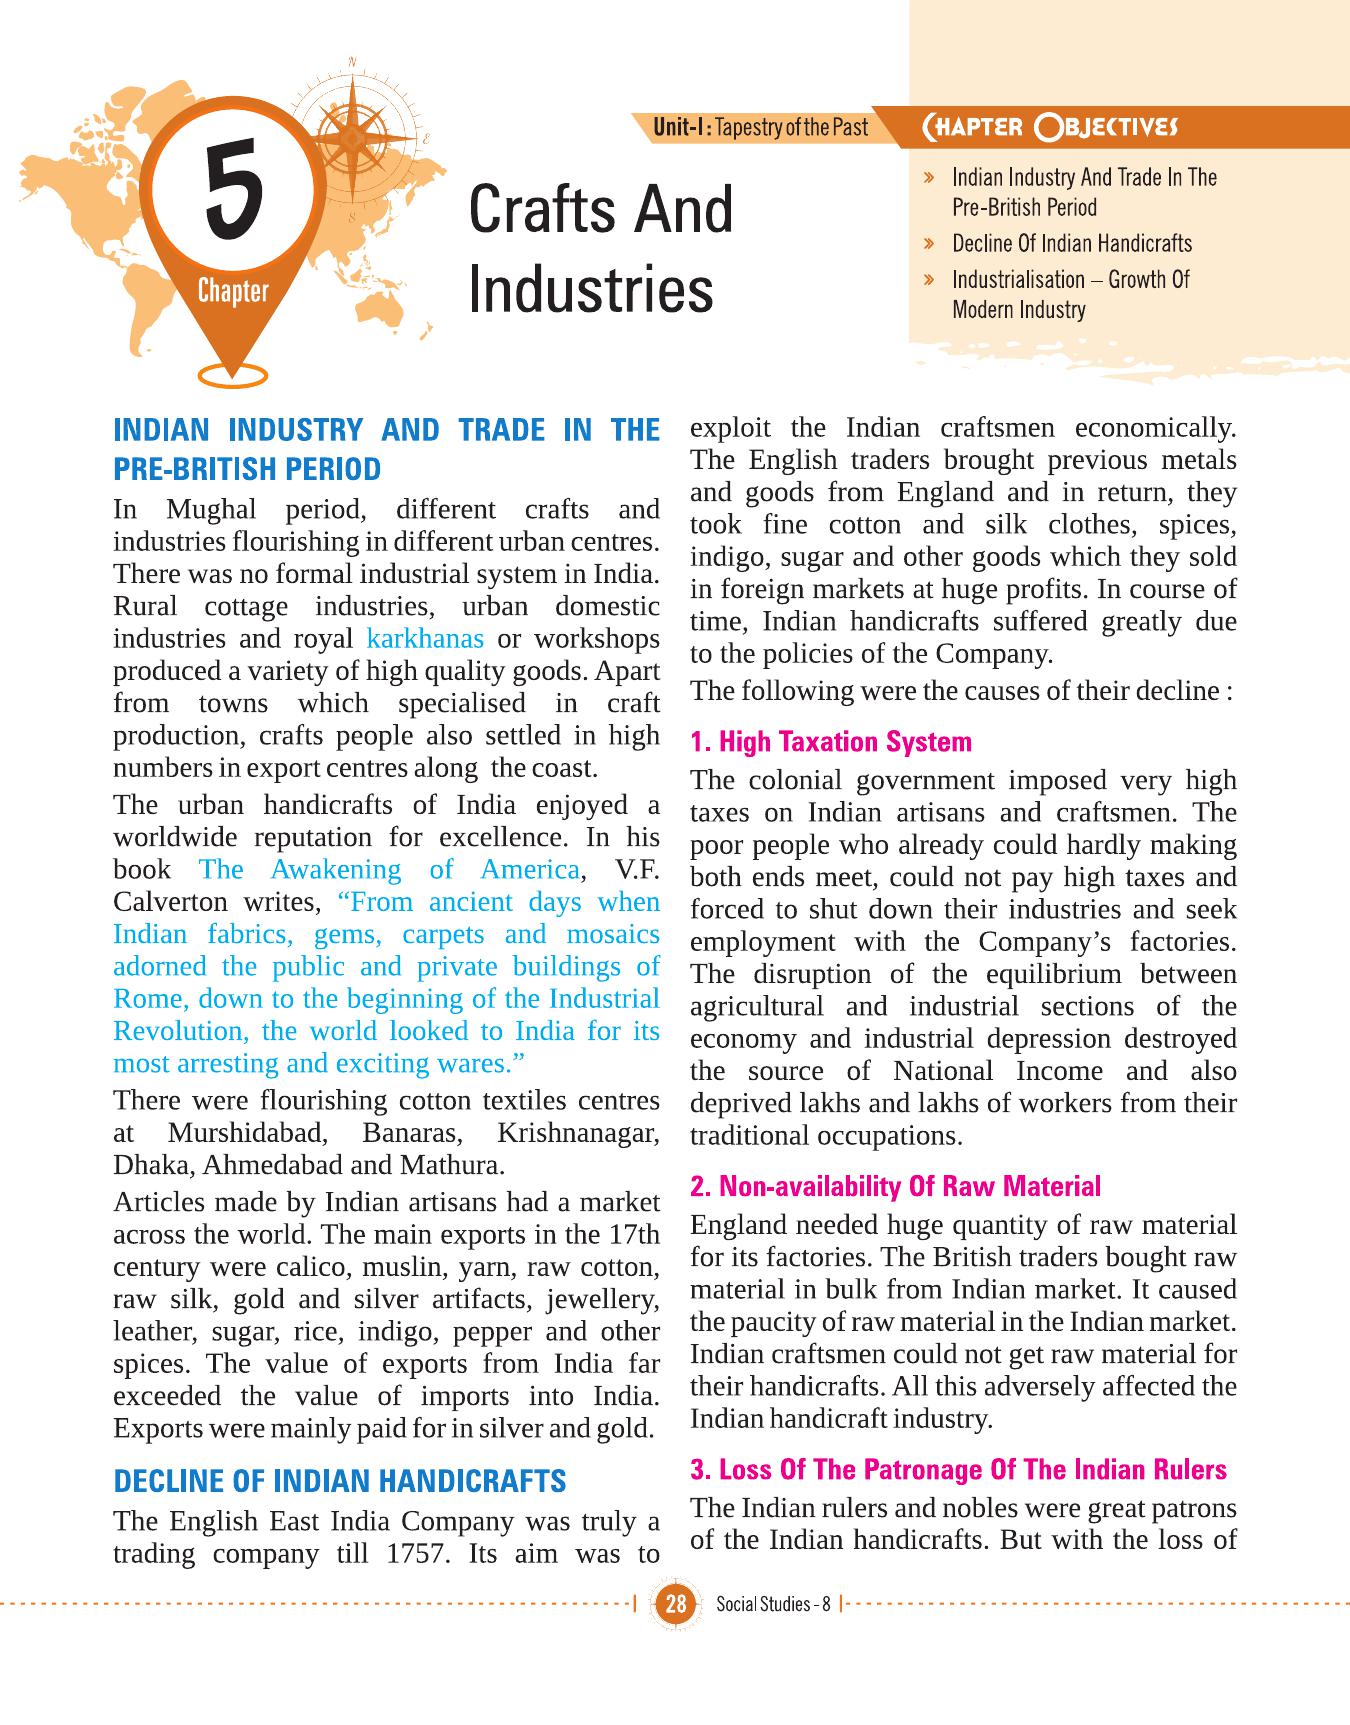 N
E
S
5
Chapter
Unit-I : Tapestry of the Past
Crafts And
Industries
CHAPTER OBJECTIVES
» Indian Industry And Trade In The
Pre-British Period
» Decline Of Indian Handicrafts
» Industrialisation – Growth Of
Modern Industry
INDIAN INDUSTRY AND TRADE IN THE
PRE-BRITISH PERIOD
In Mughal period, different crafts and
industries flourishing in different urban centres.
There was no formal industrial system in India.
Rural cottage industries, urban domestic
industries and royal karkhanas or workshops
produced a variety of high quality goods. Apart
from towns which specialised in craft
production, crafts people also settled in high
numbers in export centres along the coast.
The urban handicrafts of India enjoyed a
worldwide reputation for excellence. In his
book The Awakening of America, V.F.
Calverton writes, “From ancient days when
Indian fabrics, gems, carpets and mosaics
adorned the public and private buildings of
Rome, down to the beginning of the Industrial
Revolution, the world looked to India for its
most arresting and exciting wares.”
There were flourishing cotton textiles centres
at Murshidabad, Banaras, Krishnanagar,
Dhaka, Ahmedabad and Mathura.
Articles made by Indian artisans had a market
across the world. The main exports in the 17th
century were calico, muslin, yarn, raw cotton,
raw silk, gold and silver artifacts, jewellery,
leather, sugar, rice, indigo, pepper and other
spices. The value of exports from India far
exceeded the value of imports into India.
Exports were mainly paid for in silver and gold.
DECLINE OF INDIAN HANDICRAFTS
The English East India Company was truly a
trading company till 1757. Its aim was to
exploit the Indian craftsmen economically.
The English traders brought previous metals
and goods from England and in return, they
took fine cotton and silk clothes, spices,
indigo, sugar and other goods which they sold
in foreign markets at huge profits. In course of
time, Indian handicrafts suffered greatly due
to the policies of the Company.
The following were the causes of their decline :
1. High Taxation System
The colonial government imposed very high
taxes on Indian artisans and craftsmen. The
poor people who already could hardly making
both ends meet, could not pay high taxes and
forced to shut down their industries and seek
employment with the Company’s factories.
The disruption of the equilibrium between
agricultural and industrial sections of the
economy and industrial depression destroyed
the source of National Income and also
deprived lakhs and lakhs of workers from their
traditional occupations.
2. Non-availability Of Raw Material
England needed huge quantity of raw material
for its factories. The British traders bought raw
material in bulk from Indian market. It caused
the paucity of raw material in the Indian market.
Indian craftsmen could not get raw material for
their handicrafts. All this adversely affected the
Indian handicraft industry.
3. Loss Of The Patronage Of The Indian Rulers
The Indian rulers and nobles were great patrons
of the Indian handicrafts. But with the loss of
28 Social Studies - 8